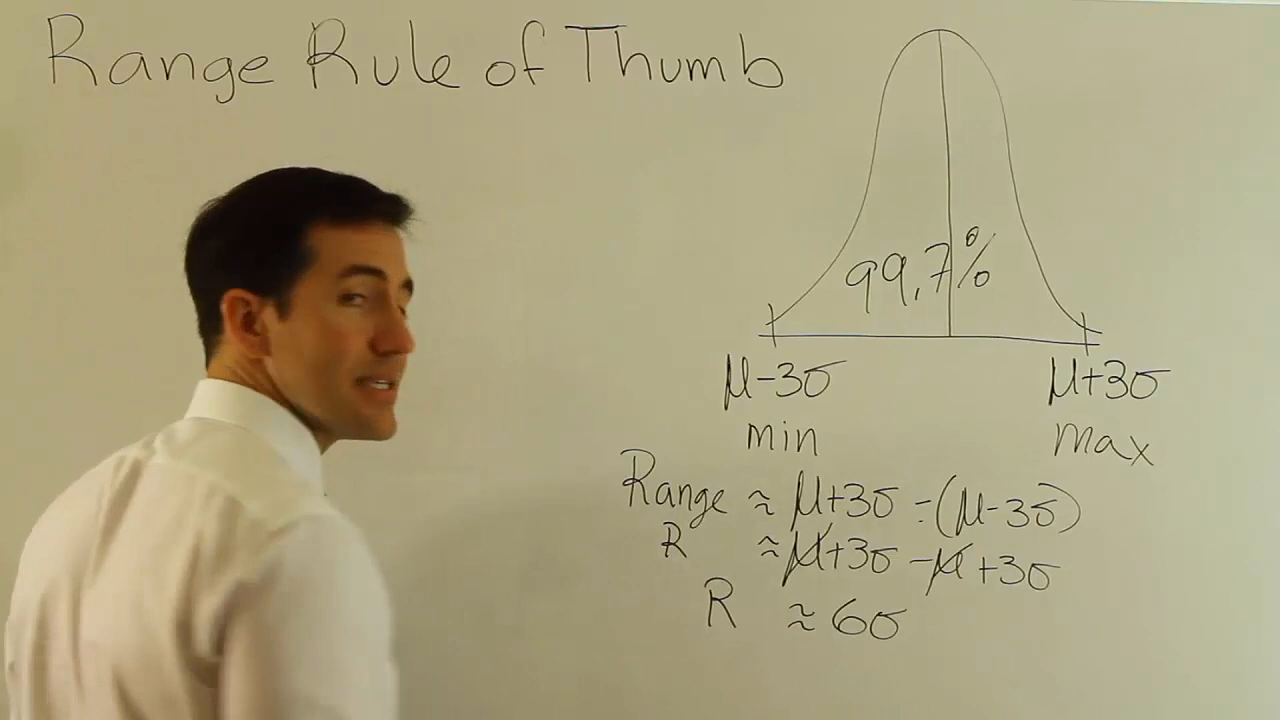 Range Rule of Thumb
99.7%
μ-3σ μ+3σ
min max
Range ≈ μ+3σ -(μ-3σ)
R ≈ μ+3σ -μ +3σ
R ≈ 6σ